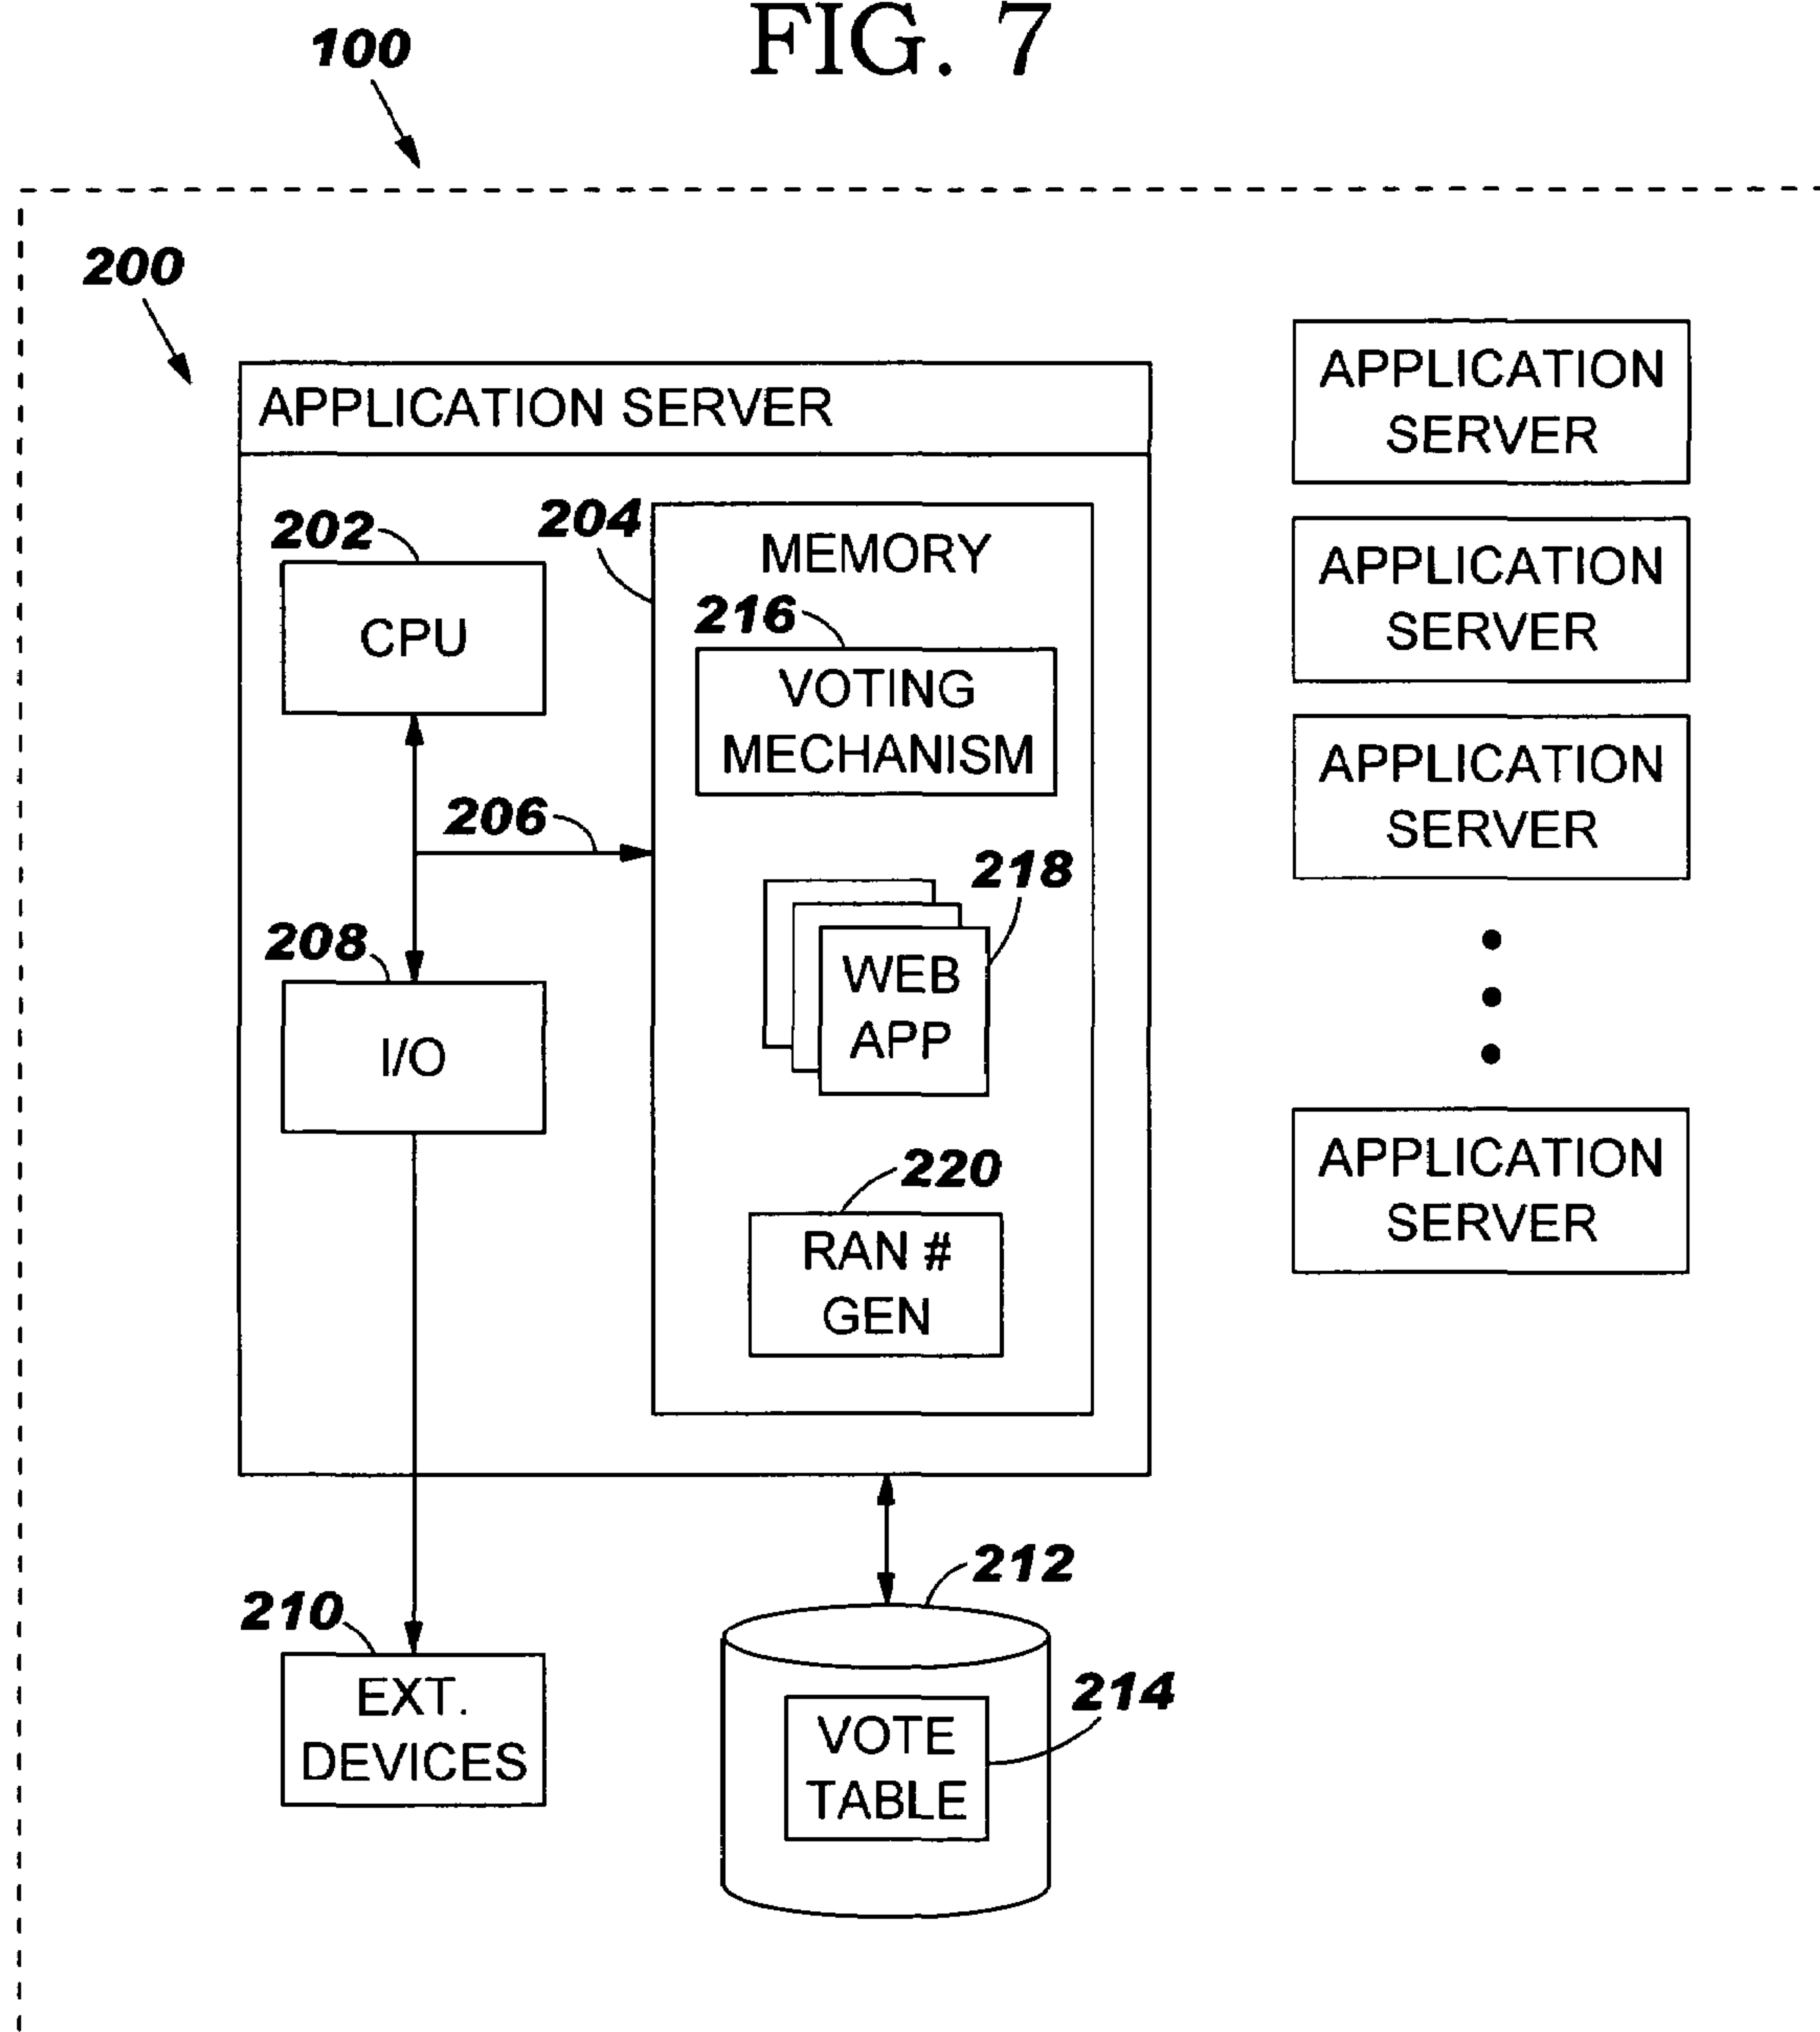 FIG. 7
100
200
APPLICATION SERVER
202
CPU
204
MEMORY
216
VOTING
MECHANISM
206
218
WEB
APP
208
I/O
220
RAN #
GEN
210
EXT.
DEVICES
212
214
VOTE
TABLE
APPLICATION
SERVER
APPLICATION
SERVER
APPLICATION
SERVER
APPLICATION
SERVER